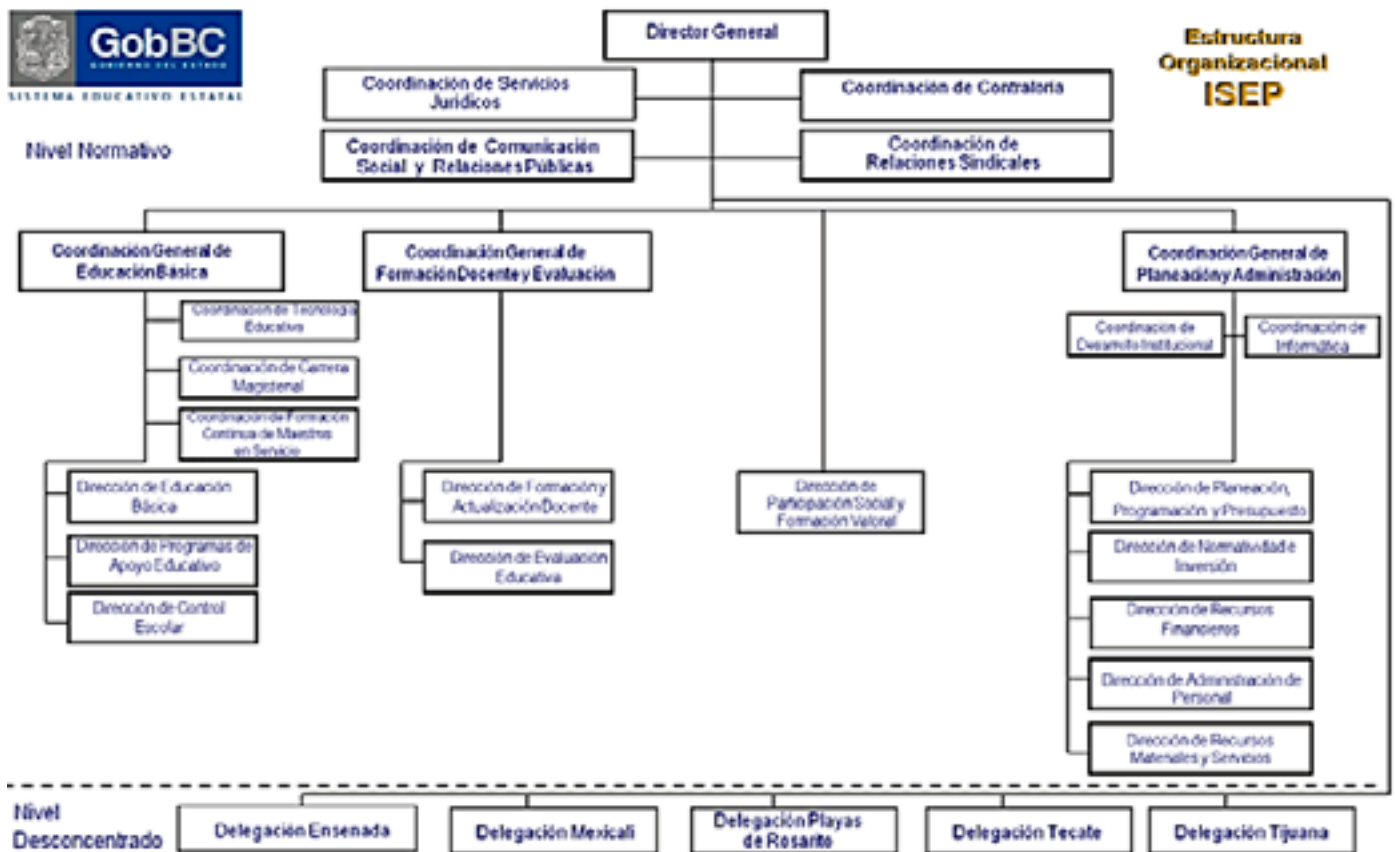 GobBC
GOBIERNO DEL ESTADO
SISTEMA EDUCATIVO ESTATAL
Estructura
Organizacional
ISEP
Nivel Normativo
Director General
Coordinación de Servicios
Jurídicos
Coordinación de Contraloría
Coordinación de Comunicación
Social y Relaciones Públicas
Coordinación de
Relaciones Sindicales
Coordinación General de
Educación Básica
Coordinación de Tecnología
Educativa
Coordinación de Carrera
Magisterial
Coordinación de Formación
Continua de Maestros
en Servicio
Dirección de Educación
Básica
Dirección de Programas de
Apoyo Educativo
Dirección de Control
Escolar
Coordinación General de
Formación Docente y Evaluación
Dirección de Formación y
Actualización Docente
Dirección de Evaluación
Educativa
Dirección de
Participación Social y
Formación Valoral
Coordinación General de
Planeación y Administración
Coordinación de
Desarrollo Institucional
Coordinación de
Informática
Dirección de Planeación,
Programación y Presupuesto
Dirección de Normatividad e
Inversión
Dirección de Recursos
Financieros
Dirección de Administración de
Personal
Dirección de Recursos
Materiales y Servicios
Nivel
Desconcentrado
Delegación Ensenada
Delegación Mexicali
Delegación Playas
de Rosarito
Delegación Tecate
Delegación Tijuana